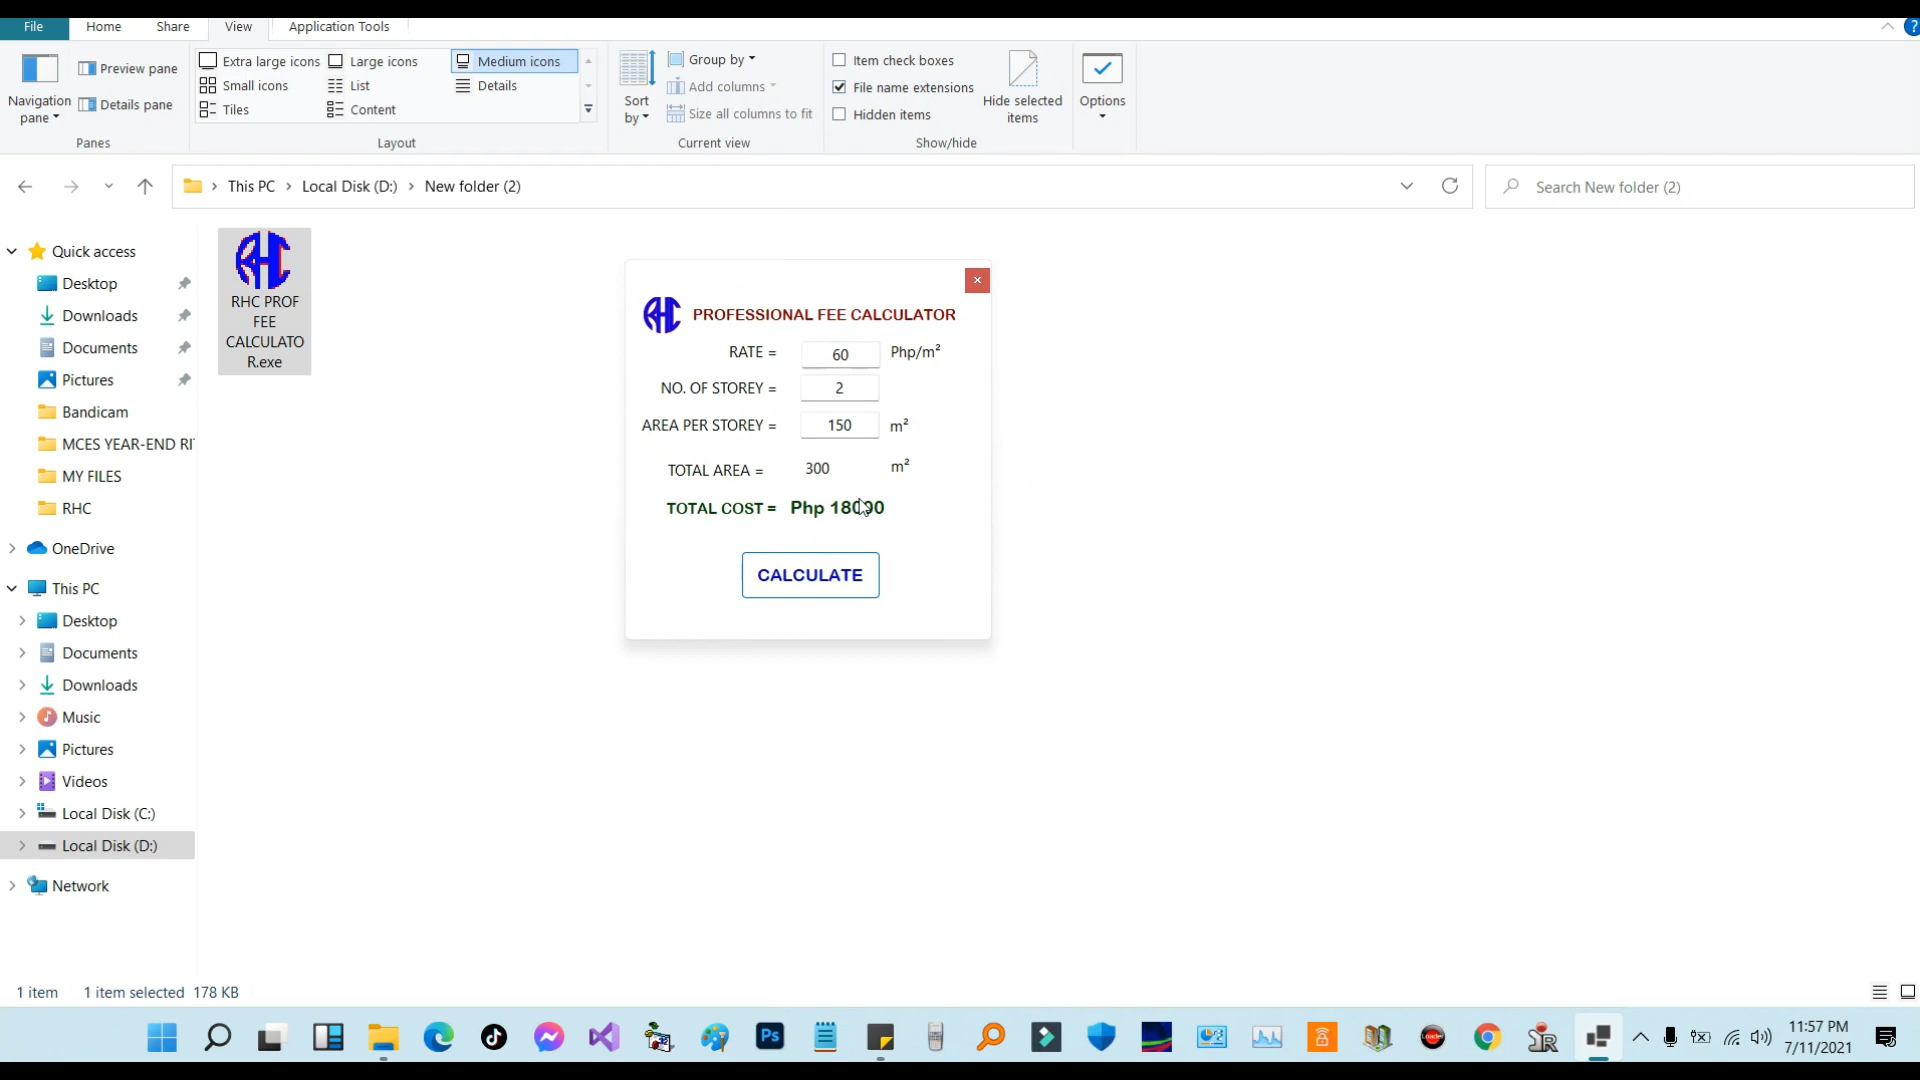 File Home Share View Application Tools
Extra large icons Large icons Medium icons
Small icons List Details
Tiles Content
Layout
Navigation pane
Preview pane
Details pane
Panes
Sort by
Group by
Add columns
Size all columns to fit
Current view
Item check boxes
File name extensions
Hidden items
Hide selected items
Show/hide
Options
This PC Local Disk (D:) New folder (2)
Search New folder (2)
Quick access
Desktop
Downloads
Documents
Pictures
Bandicam
MCES YEAR-END RI
MY FILES
RHC
OneDrive
This PC
Desktop
Documents
Downloads
Music
Pictures
Videos
Local Disk (C:)
Local Disk (D:)
Network
RHC
RHC PROF
FEE
CALCULATO
R.exe
RHC PROFESSIONAL FEE CALCULATOR
RATE = 60 Php/m²
NO. OF STOREY = 2
AREA PER STOREY = 150 m²
TOTAL AREA = 300 m²
TOTAL COST = Php 18000
CALCULATE
1 item 1 item selected 178 KB
Ps
11:57 PM
7/11/2021